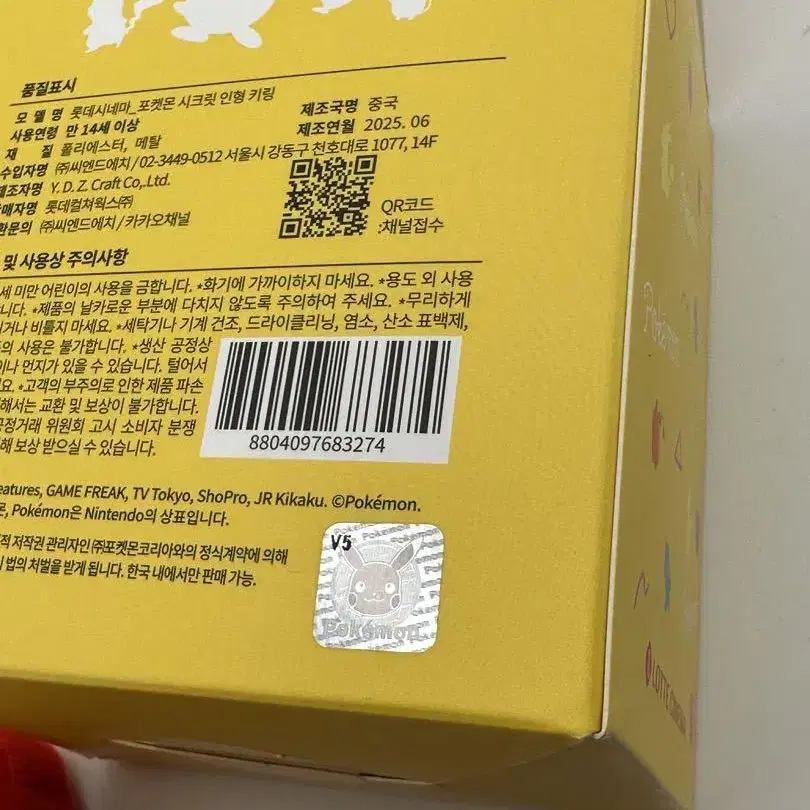 품질표시
모 델 명 롯데시네마_포켓몬 시크릿 인형 키링
사용연령 만 14세 이상
재 질 폴리에스터, 메탈
제조국명 중국
제조연월 2025. 06
수입자명 ㈜씨엔드에치 / 02-3449-0512 서울시 강동구 천호대로 1077, 14F
제조자명 Y. D. Z. Craft Co,.Ltd.
판매자명 롯데컬쳐웍스㈜
㈜씨엔드에치 / 카카오채널
QR코드
:채널접수
및 사용상 주의사항
세 미만 어린이의 사용을 금합니다. *화기에 가까이하지 마세요. *용도 외 사용
니다. *제품의 날카로운 부분에 다치지 않도록 주의하여 주세요. *무리하게
거나 비틀지 마세요. *세탁기나 기계 건조, 드라이클리닝, 염소, 산소 표백제,
의 사용은 불가합니다. *생산 공정상
이나 먼지가 있을 수 있습니다. 털어서
요. *고객의 부주의로 인한 제품 파손
해서는 교환 및 보상이 불가합니다.
공정거래 위원회 고시 소비자 분쟁
해 보상 받으실 수 있습니다.
8804097683274
eatures, GAME FREAK, TV Tokyo, ShoPro, JR Kikaku. ©Pokémon.
몬, Pokémon은 Nintendo의 상표입니다.
적 저작권 관리자인 ㈜포켓몬코리아와의 정식계약에 의해
법의 처벌을 받게 됩니다. 한국 내에서만 판매 가능.
V5
Pokémon
Pokémon
LOTTE CINEMA